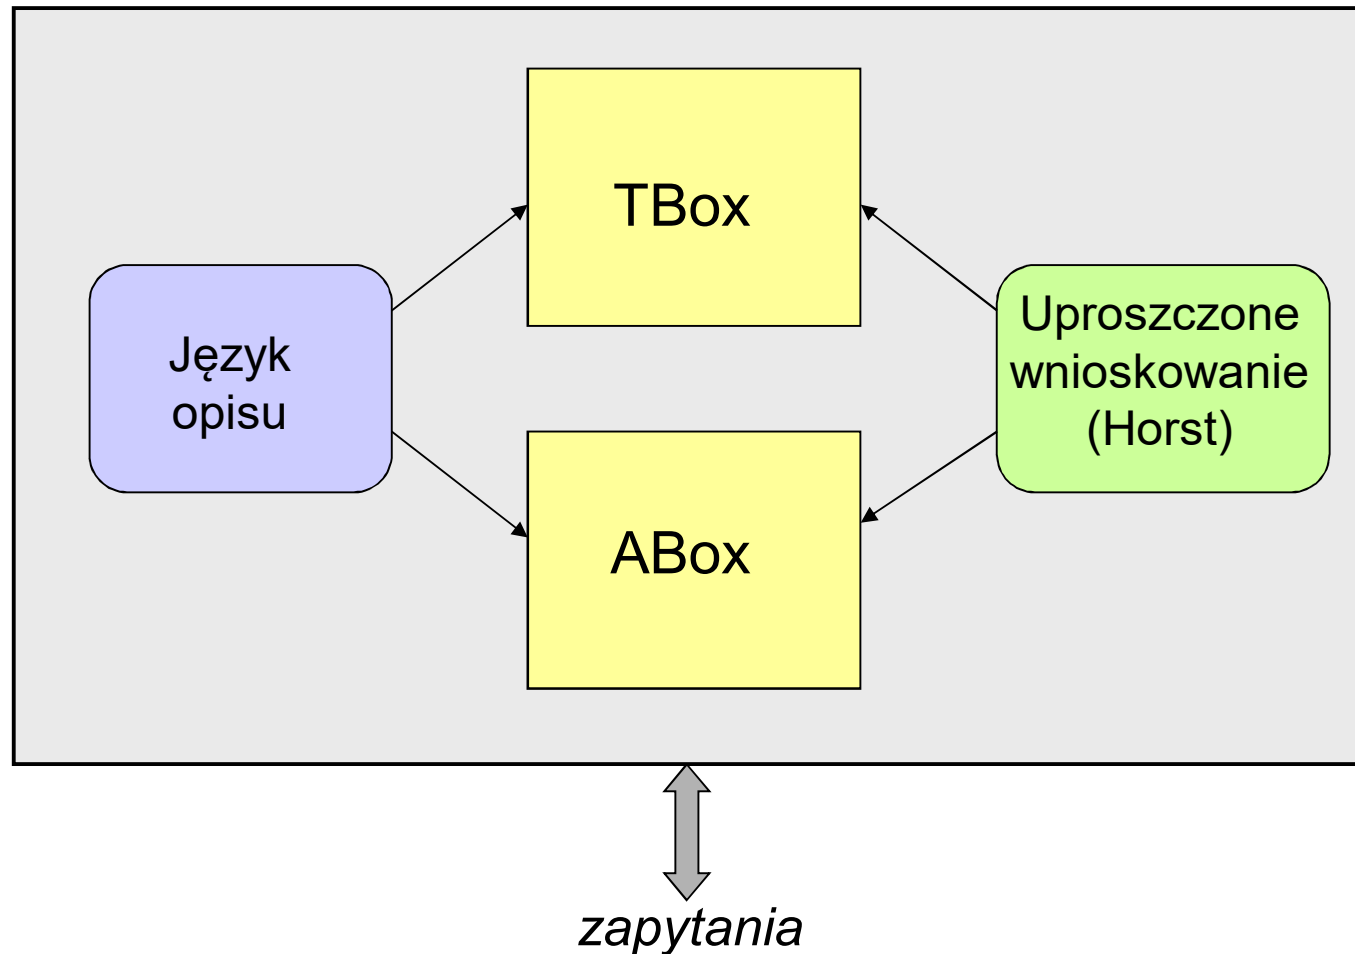 TBox
Język
opisu
Uproszczone
wnioskowanie
(Horst)
ABox
zapytania